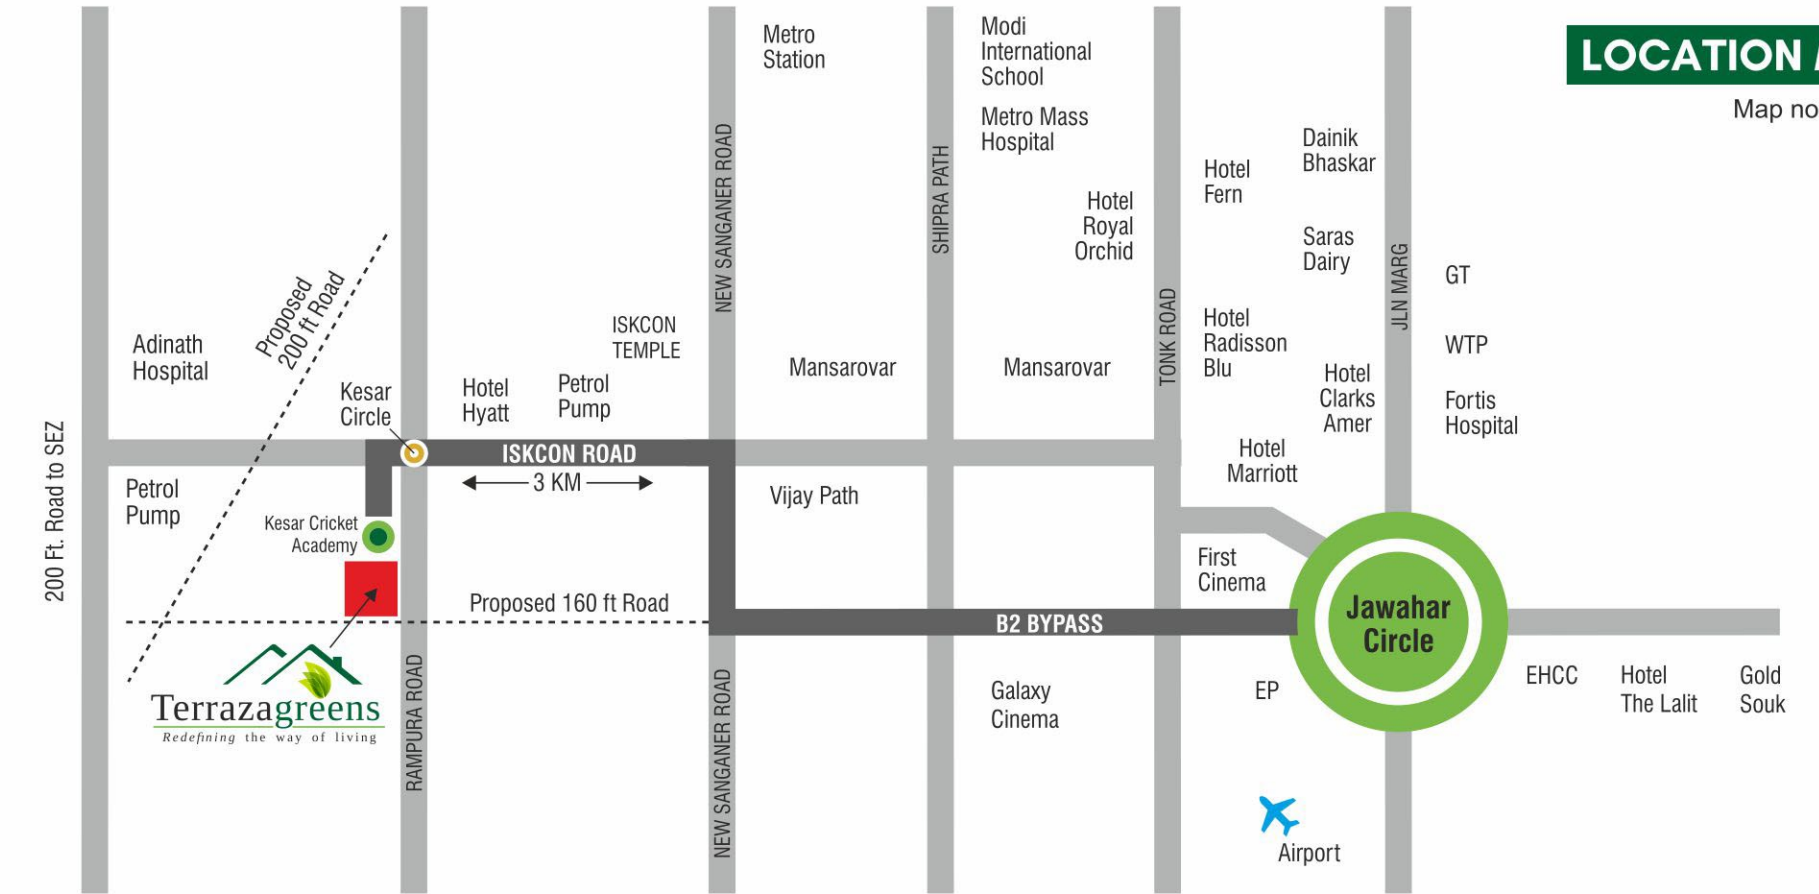 LOCATION
Map no
Metro
Station
Modi
International
School
Metro Mass
Hospital
Dainik
Bhaskar
Hotel
Fern
Hotel
Royal
Orchid
Saras
Dairy
GT
NEW SANGANER ROAD
SHIPRA PATH
TONK ROAD
JLN MARG
Proposed
200 ft Road
Adinath
Hospital
ISKCON
TEMPLE
Hotel
Radisson
Blu
WTP
Kesar
Circle
Hotel
Hyatt
Petrol
Pump
Mansarovar
Mansarovar
Hotel
Clarks
Amer
Fortis
Hospital
200 Ft. Road to SEZ
ISKCON ROAD
3 KM
Hotel
Marriott
Petrol
Pump
Vijay Path
Kesar Cricket
Academy
First
Cinema
Proposed 160 ft Road
B2 BYPASS
Jawahar
Circle
Terrazagreens
Redefining the way of living
RAMPURA ROAD
NEW SANGANER ROAD
Galaxy
Cinema
EP
EHCC
Hotel
The Lalit
Gold
Souk
Airport